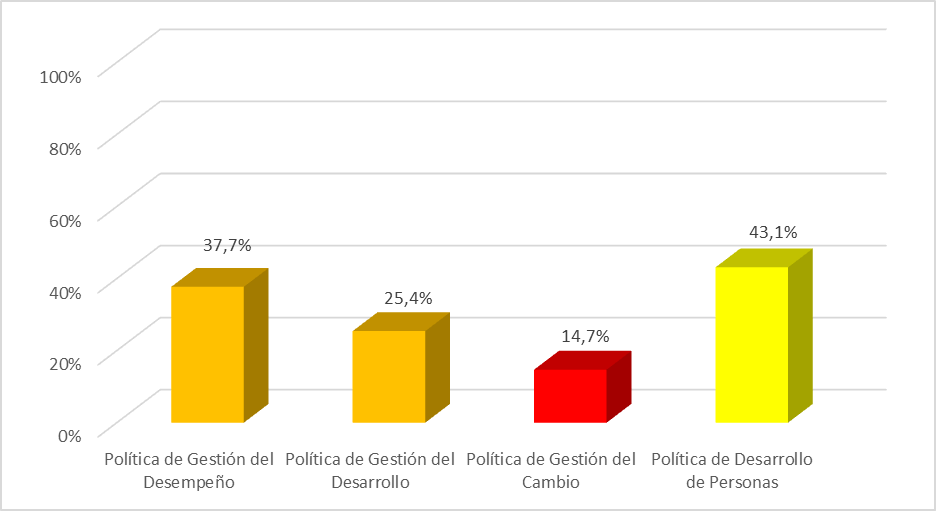 100%
80%
60%
40%
20%
0%
37,7%
25,4%
14,7%
43,1%
Política de Gestión del
Desempeño
Política de Gestión del
Desarrollo
Política de Gestión del
Cambio
Política de Desarrollo
de Personas